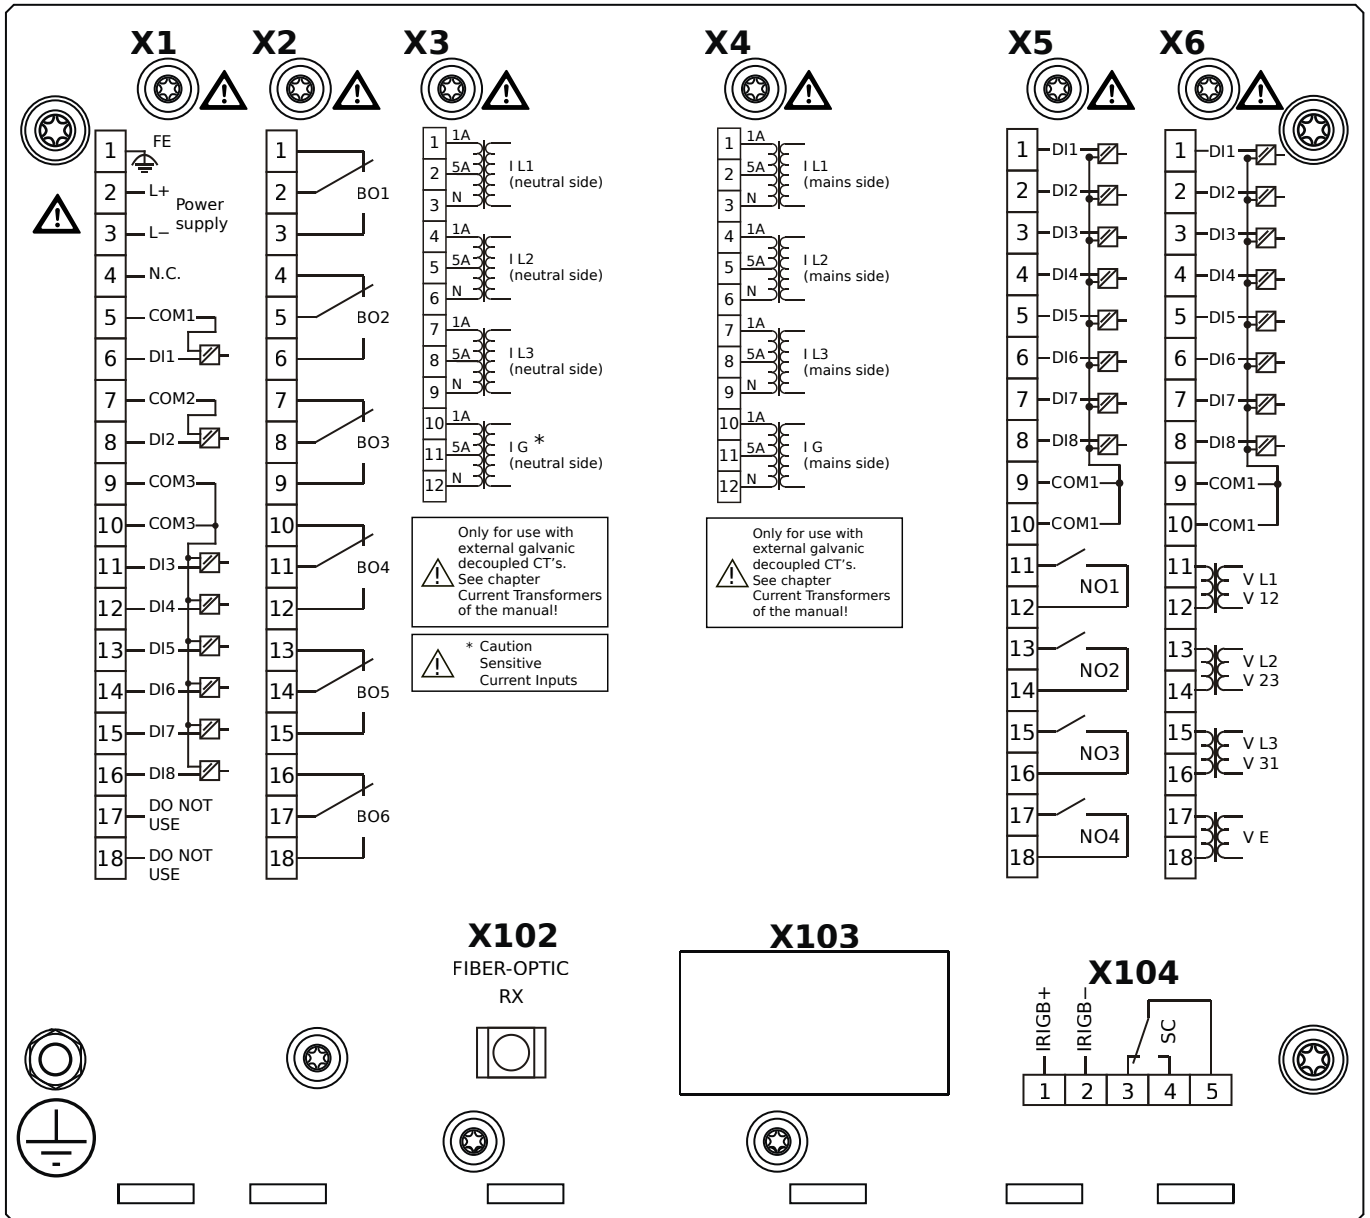 X1
X2
X3
X4
X5
X6
1 FE
2 L+
Power
supply
3 L−
4 N.C.
5 COM1
6 DI1
7 COM2
8 DI2
9 COM3
10 COM3
11 DI3
12 DI4
13 DI5
14 DI6
15 DI7
16 DI8
17 DO NOT
USE
18 DO NOT
USE
1
2 BO1
3
4
5 BO2
6
7
8 BO3
9
10
11 BO4
12
13
14 BO5
15
16
17 BO6
18
1 1A
2 5A
3 N
I L1
(neutral side)
4 1A
5 5A
6 N
I L2
(neutral side)
7 1A
8 5A
9 N
I L3
(neutral side)
10 1A
11 5A
12 N
I G *
(neutral side)
Only for use with
external galvanic
decoupled CT's.
See chapter
Current Transformers
of the manual!
* Caution
Sensitive
Current Inputs
1 1A
2 5A
3 N
I L1
(mains side)
4 1A
5 5A
6 N
I L2
(mains side)
7 1A
8 5A
9 N
I L3
(mains side)
10 1A
11 5A
12 N
I G
(mains side)
Only for use with
external galvanic
decoupled CT's.
See chapter
Current Transformers
of the manual!
1 DI1
2 DI2
3 DI3
4 DI4
5 DI5
6 DI6
7 DI7
8 DI8
9 COM1
10 COM1
11
NO1
12
13
NO2
14
15
NO3
16
17
NO4
18
1 DI1
2 DI2
3 DI3
4 DI4
5 DI5
6 DI6
7 DI7
8 DI8
9 COM1
10 COM1
11 V L1
12 V 12
13 V L2
14 V 23
15 V L3
16 V 31
17
V E
18
X102
FIBER-OPTIC
RX
X103
X104
IRIGB+
IRIGB−
SC
1 2 3 4 5